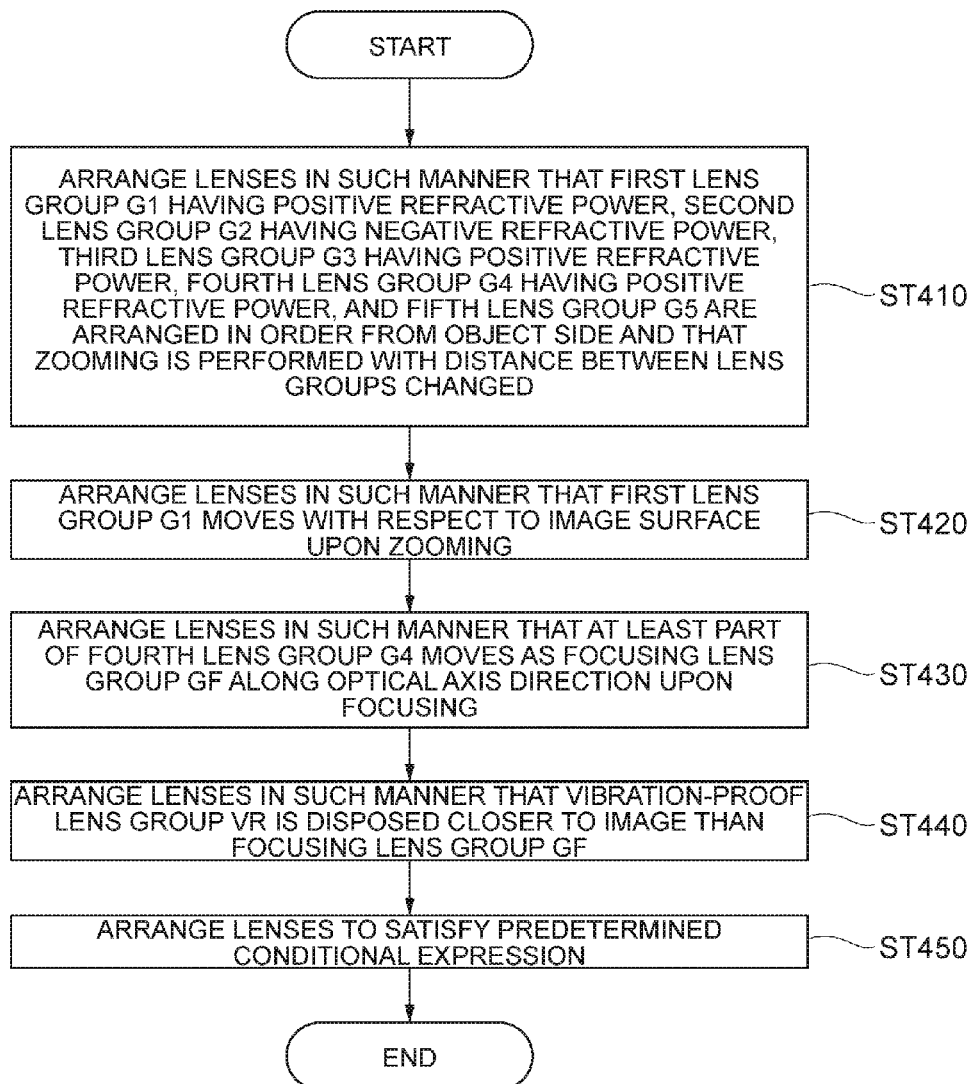 START
ARRANGE LENSES IN SUCH MANNER THAT FIRST LENS
GROUP G1 HAVING POSITIVE REFRACTIVE POWER, SECOND
LENS GROUP G2 HAVING NEGATIVE REFRACTIVE POWER,
THIRD LENS GROUP G3 HAVING POSITIVE REFRACTIVE
POWER, FOURTH LENS GROUP G4 HAVING POSITIVE
REFRACTIVE POWER, AND FIFTH LENS GROUP G5 ARE
ARRANGED IN ORDER FROM OBJECT SIDE AND THAT
ZOOMING IS PERFORMED WITH DISTANCE BETWEEN LENS
GROUPS CHANGED
ST410
ARRANGE LENSES IN SUCH MANNER THAT FIRST LENS
GROUP G1 MOVES WITH RESPECT TO IMAGE SURFACE
UPON ZOOMING
ST420
ARRANGE LENSES IN SUCH MANNER THAT AT LEAST PART
OF FOURTH LENS GROUP G4 MOVES AS FOCUSING LENS
GROUP GF ALONG OPTICAL AXIS DIRECTION UPON
FOCUSING
ST430
ARRANGE LENSES IN SUCH MANNER THAT VIBRATION-PROOF
LENS GROUP VR IS DISPOSED CLOSER TO IMAGE THAN
FOCUSING LENS GROUP GF
ST440
ARRANGE LENSES TO SATISFY PREDETERMINED
CONDITIONAL EXPRESSION
ST450
END